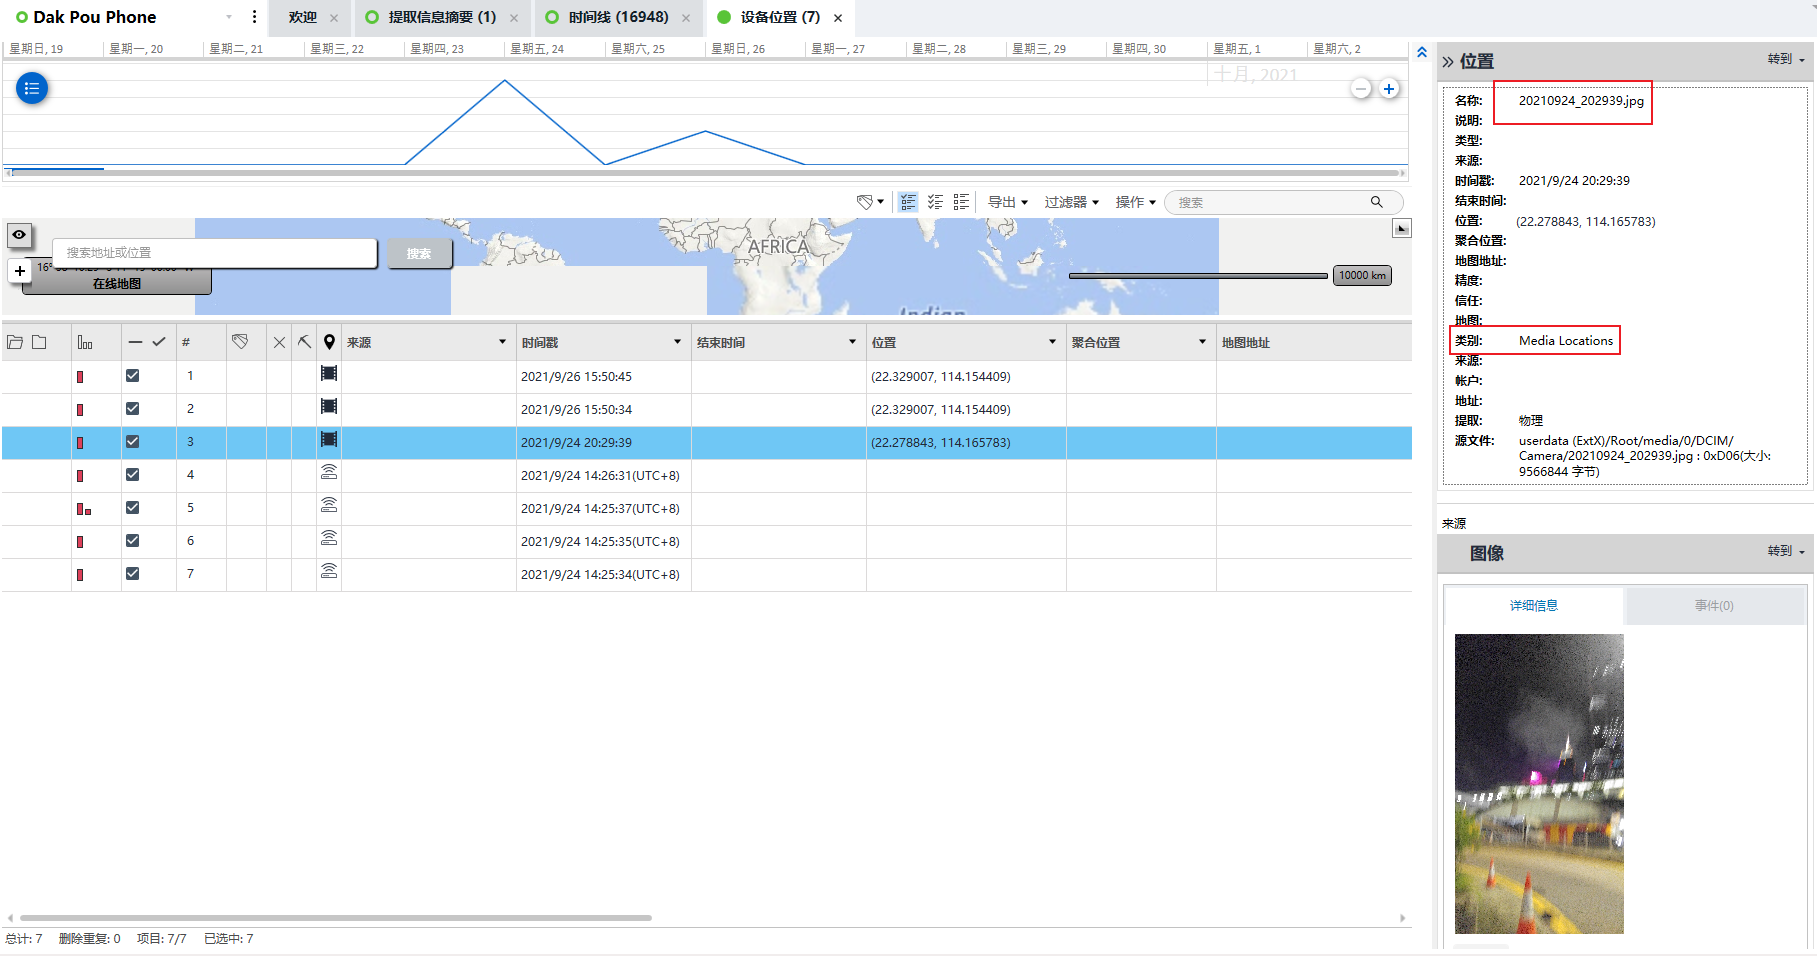 Dak Pou Phone
欢迎
提取信息摘要 (1)
时间线 (16948)
设备位置 (7)
星期日, 19
星期一, 20
星期二, 21
星期三, 22
星期四, 23
星期五, 24
星期六, 25
星期日, 26
星期一, 27
星期二, 28
星期三, 29
星期四, 30
星期五, 1
星期六, 2
十月, 2021
导出
过滤器
操作
搜索
搜索地址或位置
搜索
在线地图
AFRICA
Indian
10000 km
#
来源
时间戳
结束时间
位置
聚合位置
地图地址
1 2021/9/26 15:50:45 (22.329007, 114.154409)
2 2021/9/26 15:50:34 (22.329007, 114.154409)
3 2021/9/24 20:29:39 (22.278843, 114.165783)
4 2021/9/24 14:26:31(UTC+8)
5 2021/9/24 14:25:37(UTC+8)
6 2021/9/24 14:25:35(UTC+8)
7 2021/9/24 14:25:34(UTC+8)
总计: 7 删除重复: 0 项目: 7/7 已选中: 7
位置
转到
名称: 20210924_202939.jpg
说明:
类型:
来源:
时间戳: 2021/9/24 20:29:39
结束时间:
位置: (22.278843, 114.165783)
聚合位置:
地图地址:
精度:
信任:
地图:
类别: Media Locations
来源:
帐户:
地址:
提取: 物理
源文件: userdata (ExtX)/Root/media/0/DCIM/
Camera/20210924_202939.jpg : 0xD06(大小:
9566844 字节)
来源
图像
转到
详细信息
事件(0)